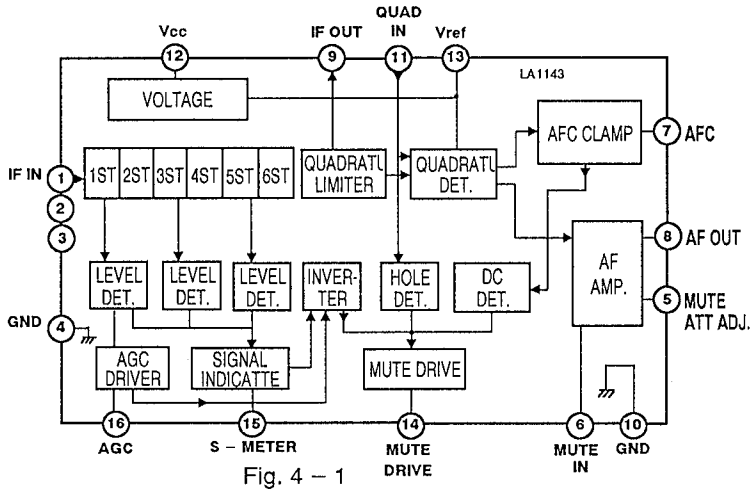 QUAD
Vcc IF OUT IN Vref
12 9 11 13
LA1143
VOLTAGE
AFC CLAMP 7 AFC
IF IN 1 1ST 2ST 3ST 4ST 5ST 6ST
QUADRATU
LIMITER
QUADRATU
DET.
2
3
8 AF OUT
AF
AMP.
LEVEL
DET.
LEVEL
DET.
LEVEL
DET.
INVER-
TER
HOLE
DET.
DC
DET.
5 MUTE
ATT ADJ.
GND 4
AGC
DRIVER
SIGNAL
INDICATTE
MUTE DRIVE
16 15 14 6 10
AGC S - METER MUTE
DRIVE
MUTE
IN
GND
Fig. 4 - 1